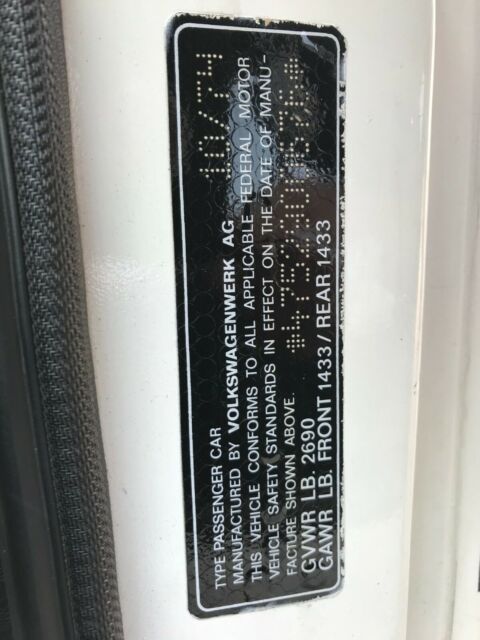 TYPE PASSENGER CAR
MANUFACTURED BY VOLKSWAGENWERK AG 10/74
THIS VEHICLE CONFORMS TO ALL APPLICABLE FEDERAL MOTOR
VEHICLE SAFETY STANDARDS IN EFFECT ON THE DATE OF MANU-
FACTURE SHOWN ABOVE.
GVWR LB. 2690
GAWR LB. FRONT 1433 / REAR 1433